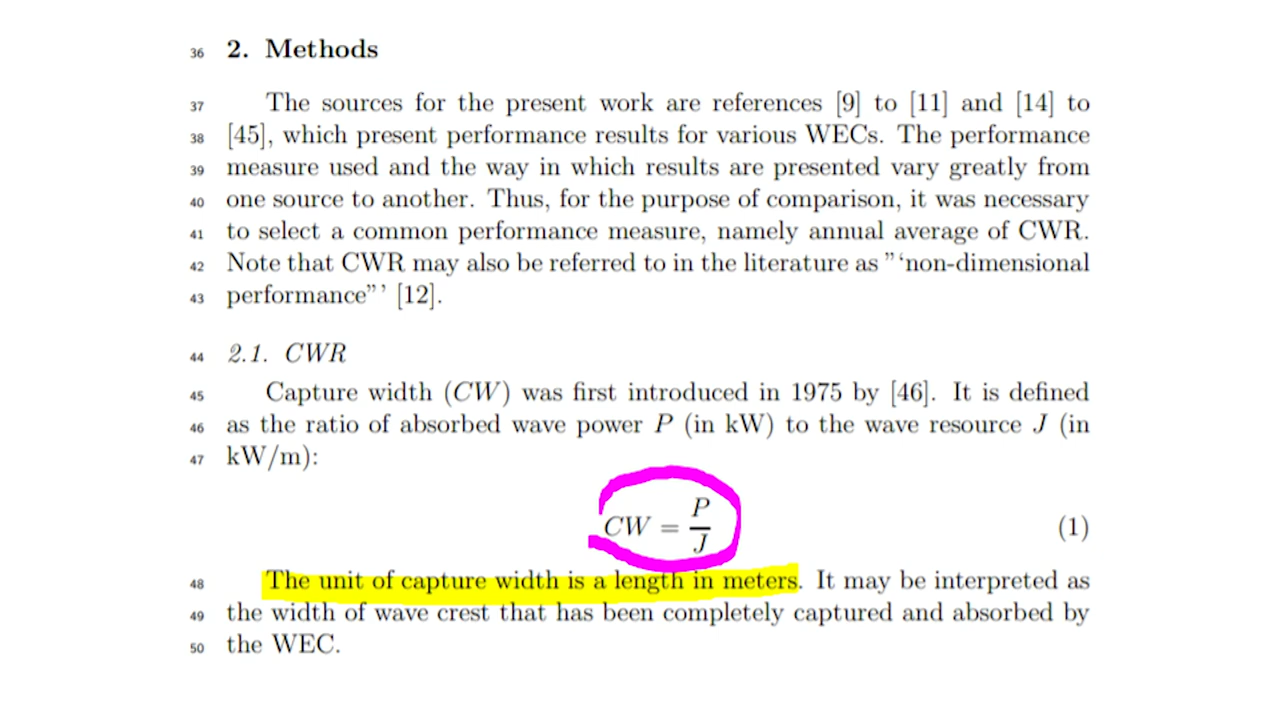 36 2. Methods
37 The sources for the present work are references [9] to [11] and [14] to
38 [45], which present performance results for various WECs. The performance
39 measure used and the way in which results are presented vary greatly from
40 one source to another. Thus, for the purpose of comparison, it was necessary
41 to select a common performance measure, namely annual average of CWR.
42 Note that CWR may also be referred to in the literature as ”‘non-dimensional
43 performance”’ [12].
44 2.1. CWR
45 Capture width (CW) was first introduced in 1975 by [46]. It is defined
46 as the ratio of absorbed wave power P (in kW) to the wave resource J (in
47 kW/m):
CW = P/J (1)
48 The unit of capture width is a length in meters. It may be interpreted as
49 the width of wave crest that has been completely captured and absorbed by
50 the WEC.